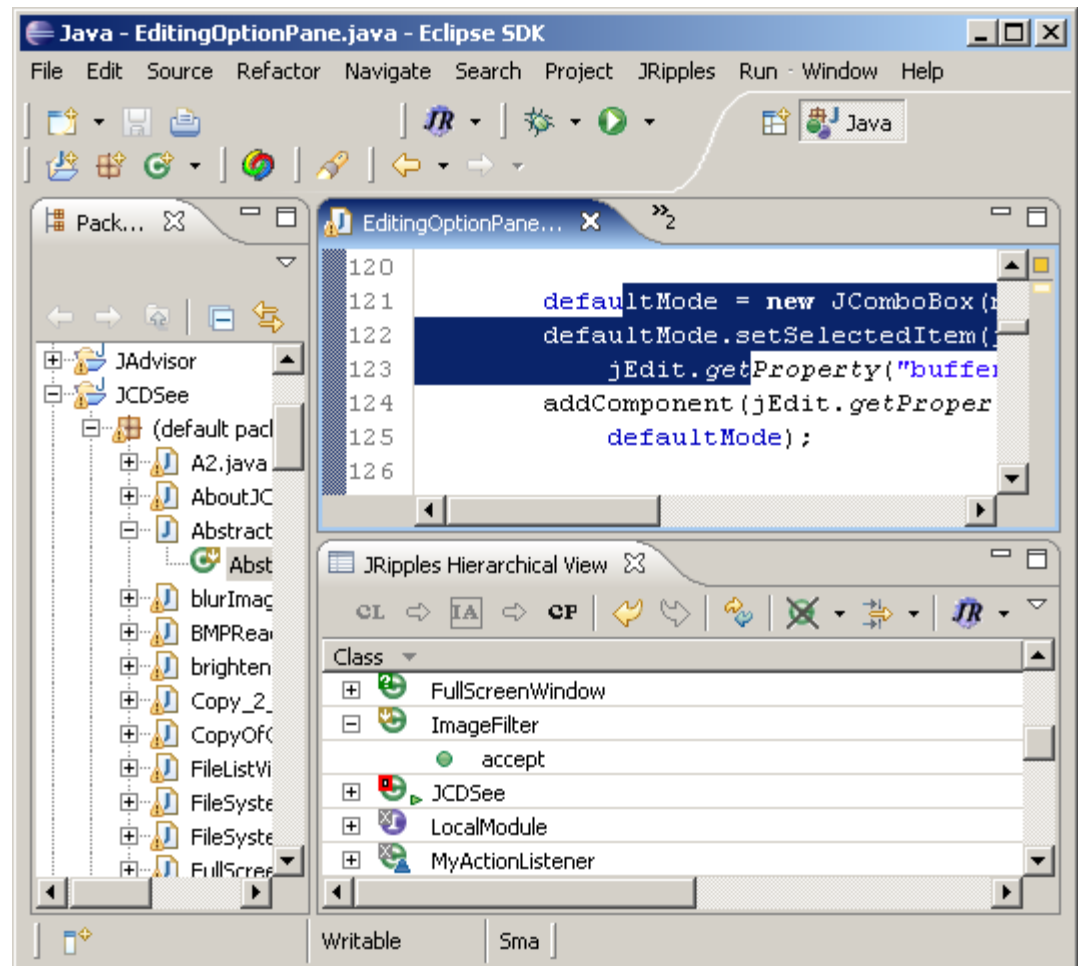 Java - EditingOptionPane.java - Eclipse SDK
File Edit Source Refactor Navigate Search Project JRipples Run Window Help
JR
Java
Pack...
EditingOptionPane...
»2
120
121 defaultMode = new JComboBox(
122 defaultMode.setSelectedItem(
123 jEdit.getProperty("buffer
124 addComponent(jEdit.getProper
125 defaultMode);
126
JAdvisor
JCDSee
(default pac
A2.java
AboutJC
Abstract
Abst
blurImag
BMPRea
brighten
Copy_2_
CopyOf
FileListVi
FileSyste
FileSyste
FullScree
JRipples Hierarchical View
CL IA CP JR
Class
FullScreenWindow
ImageFilter
accept
JCDSee
LocalModule
MyActionListener
Writable Sma